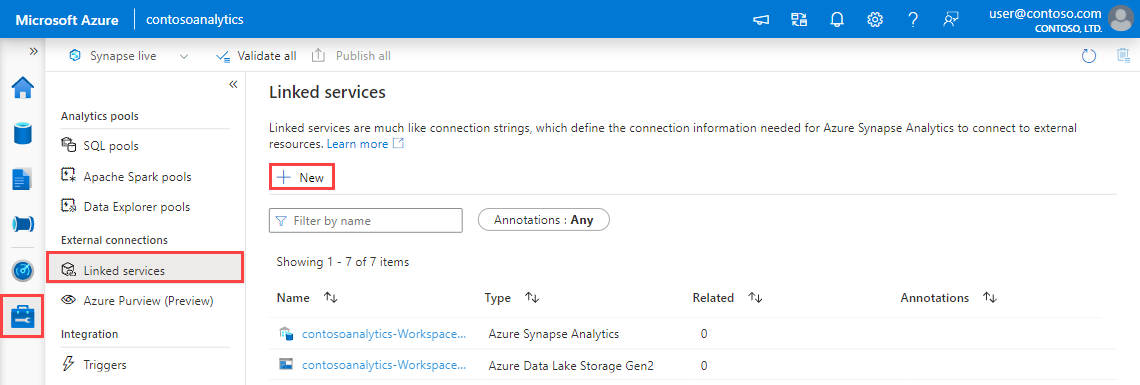 Microsoft Azure | contosoanalytics
user@contoso.com
CONTOSO, LTD.
Synapse live
Validate all
Publish all
Analytics pools
SQL pools
Apache Spark pools
Data Explorer pools
External connections
Linked services
Azure Purview (Preview)
Integration
Triggers
Linked services
Linked services are much like connection strings, which define the connection information needed for Azure Synapse Analytics to connect to external
resources. Learn more
New
Filter by name
Annotations : Any
Showing 1 - 7 of 7 items
Name Type Related Annotations
contosoanalytics-Workspace... Azure Synapse Analytics 0
contosoanalytics-Workspace... Azure Data Lake Storage Gen2 0